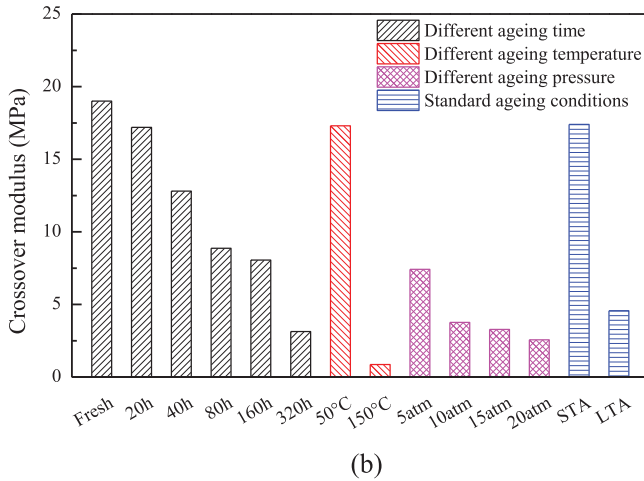 25
20
15
10
5
0
Crossover modulus (MPa)
Different ageing time
Different ageing temperature
Different ageing pressure
Standard ageing conditions
Fresh
20h
40h
80h
160h
320h
50°C
150°C
5atm
10atm
15atm
20atm
STA
LTA
(b)